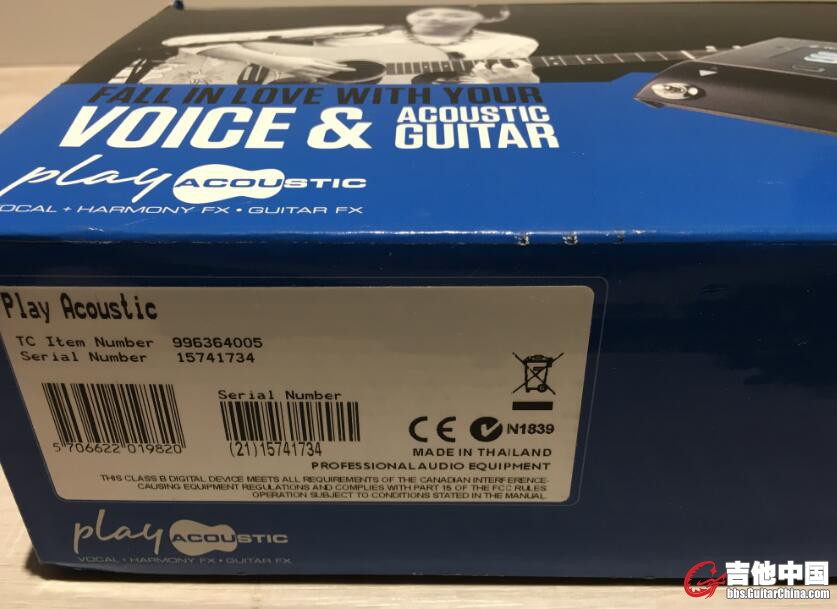 FALL IN LOVE WITH YOUR
VOICE & ACOUSTIC GUITAR
play ACOUSTIC
VOCAL + HARMONY FX • GUITAR FX
Play Acoustic
TC Item Number 996364005
Serial Number 15741734
Serial Number
5 706622 019820
(21)15741734
CE N1839
MADE IN THAILAND
PROFESSIONAL AUDIO EQUIPMENT
THIS CLASS B DIGITAL DEVICE MEETS ALL REQUIREMENTS OF THE CANADIAN INTERFERENCE-
CAUSING EQUIPMENT REGULATIONS AND COMPLIES WITH PART 15 OF THE FCC RULES.
OPERATION SUBJECT TO CONDITIONS STATED IN THE MANUAL.
play ACOUSTIC
VOCAL + HARMONY FX • GUITAR FX
吉他中国
bbs.GuitarChina.com